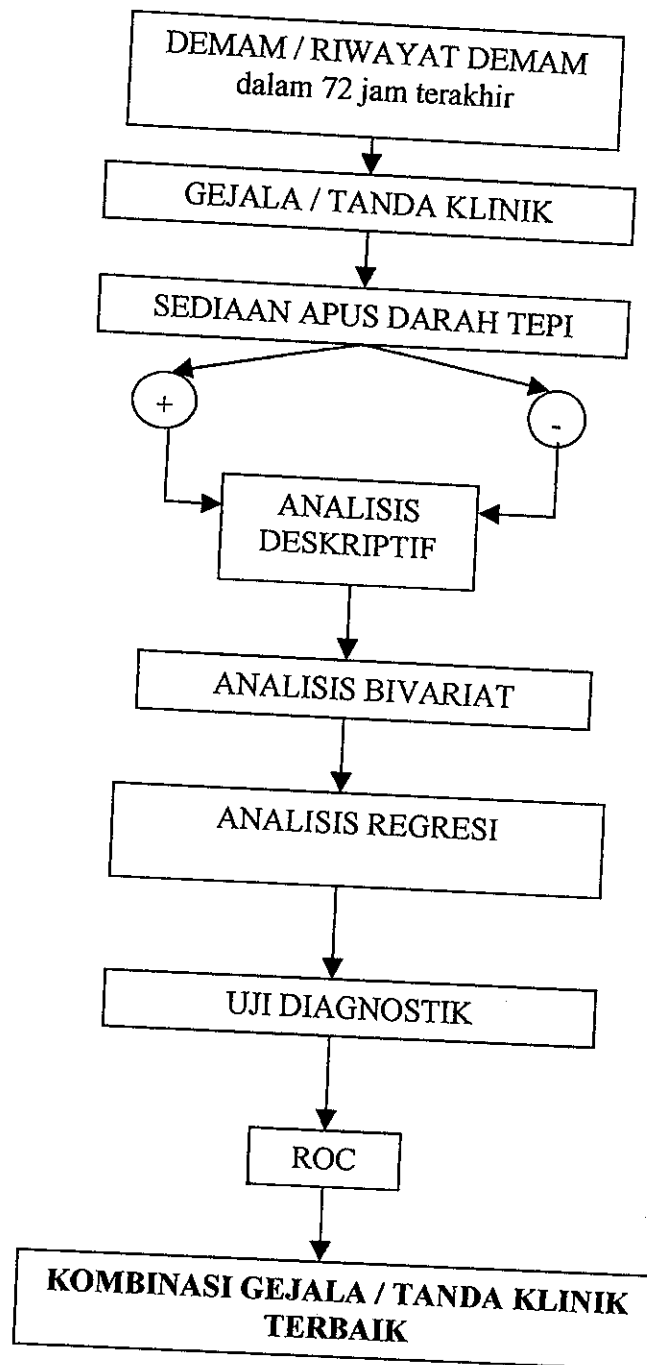 DEMAM / RIWAYAT DEMAM
dalam 72 jam terakhir
GEJALA / TANDA KLINIK
SEDIAAN APUS DARAH TEPI
+
-
ANALISIS
DESKRIPTIF
ANALISIS BIVARIAT
ANALISIS REGRESI
UJI DIAGNOSTIK
ROC
KOMBINASI GEJALA / TANDA KLINIK
TERBAIK